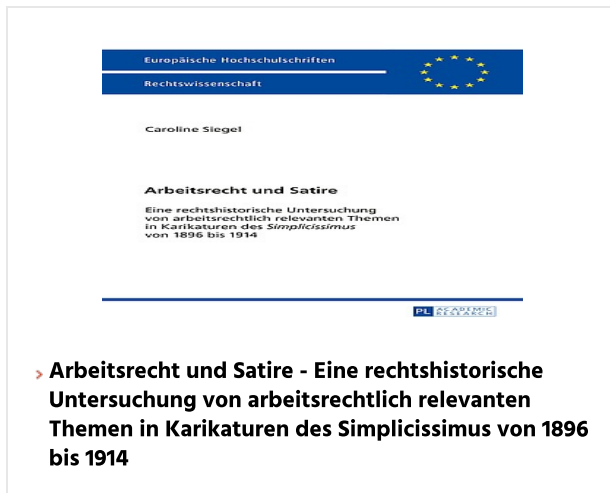 Europäische Hochschulschriften
Rechtswissenschaft
Caroline Siegel
Arbeitsrecht und Satire
Eine rechtshistorische Untersuchung
von arbeitsrechtlich relevanten Themen
in Karikaturen des Simplicissimus
von 1896 bis 1914
PL ACADEMIC
RESEARCH
Arbeitsrecht und Satire - Eine rechtshistorische
Untersuchung von arbeitsrechtlich relevanten
Themen in Karikaturen des Simplicissimus von 1896
bis 1914